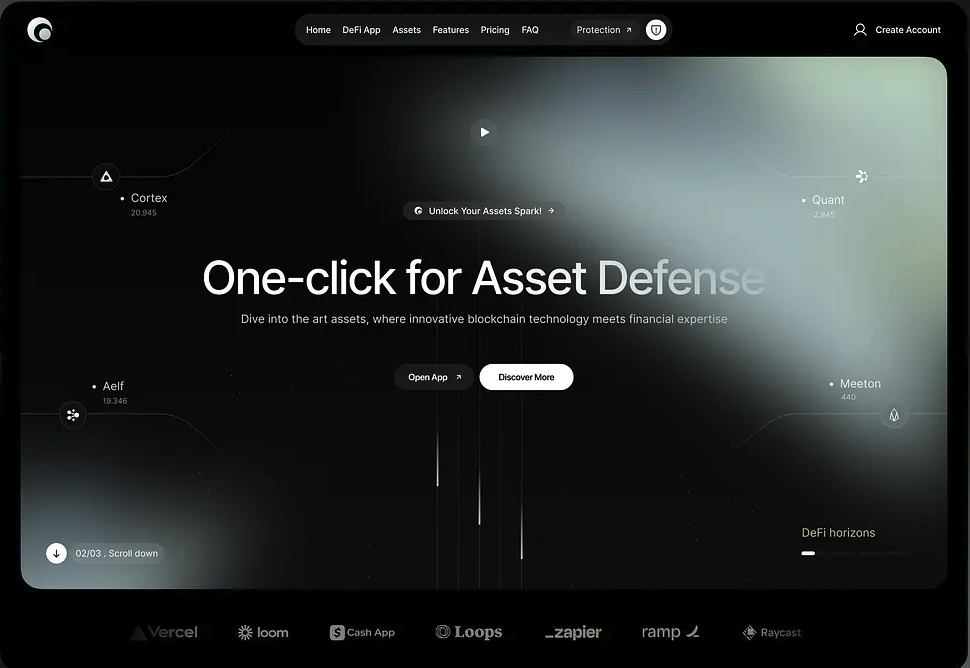 Home DeFi App Assets Features Pricing FAQ Protection
Create Account
Cortex
20.945
Quant
2.945
Unlock Your Assets Spark!
One-click for Asset Defense
Dive into the art assets, where innovative blockchain technology meets financial expertise
Open App
Discover More
Aelf
19.346
Meeton
440
02/03 . Scroll down
DeFi horizons
Vercel
loom
Cash App
Loops
_zapier
ramp
Raycast